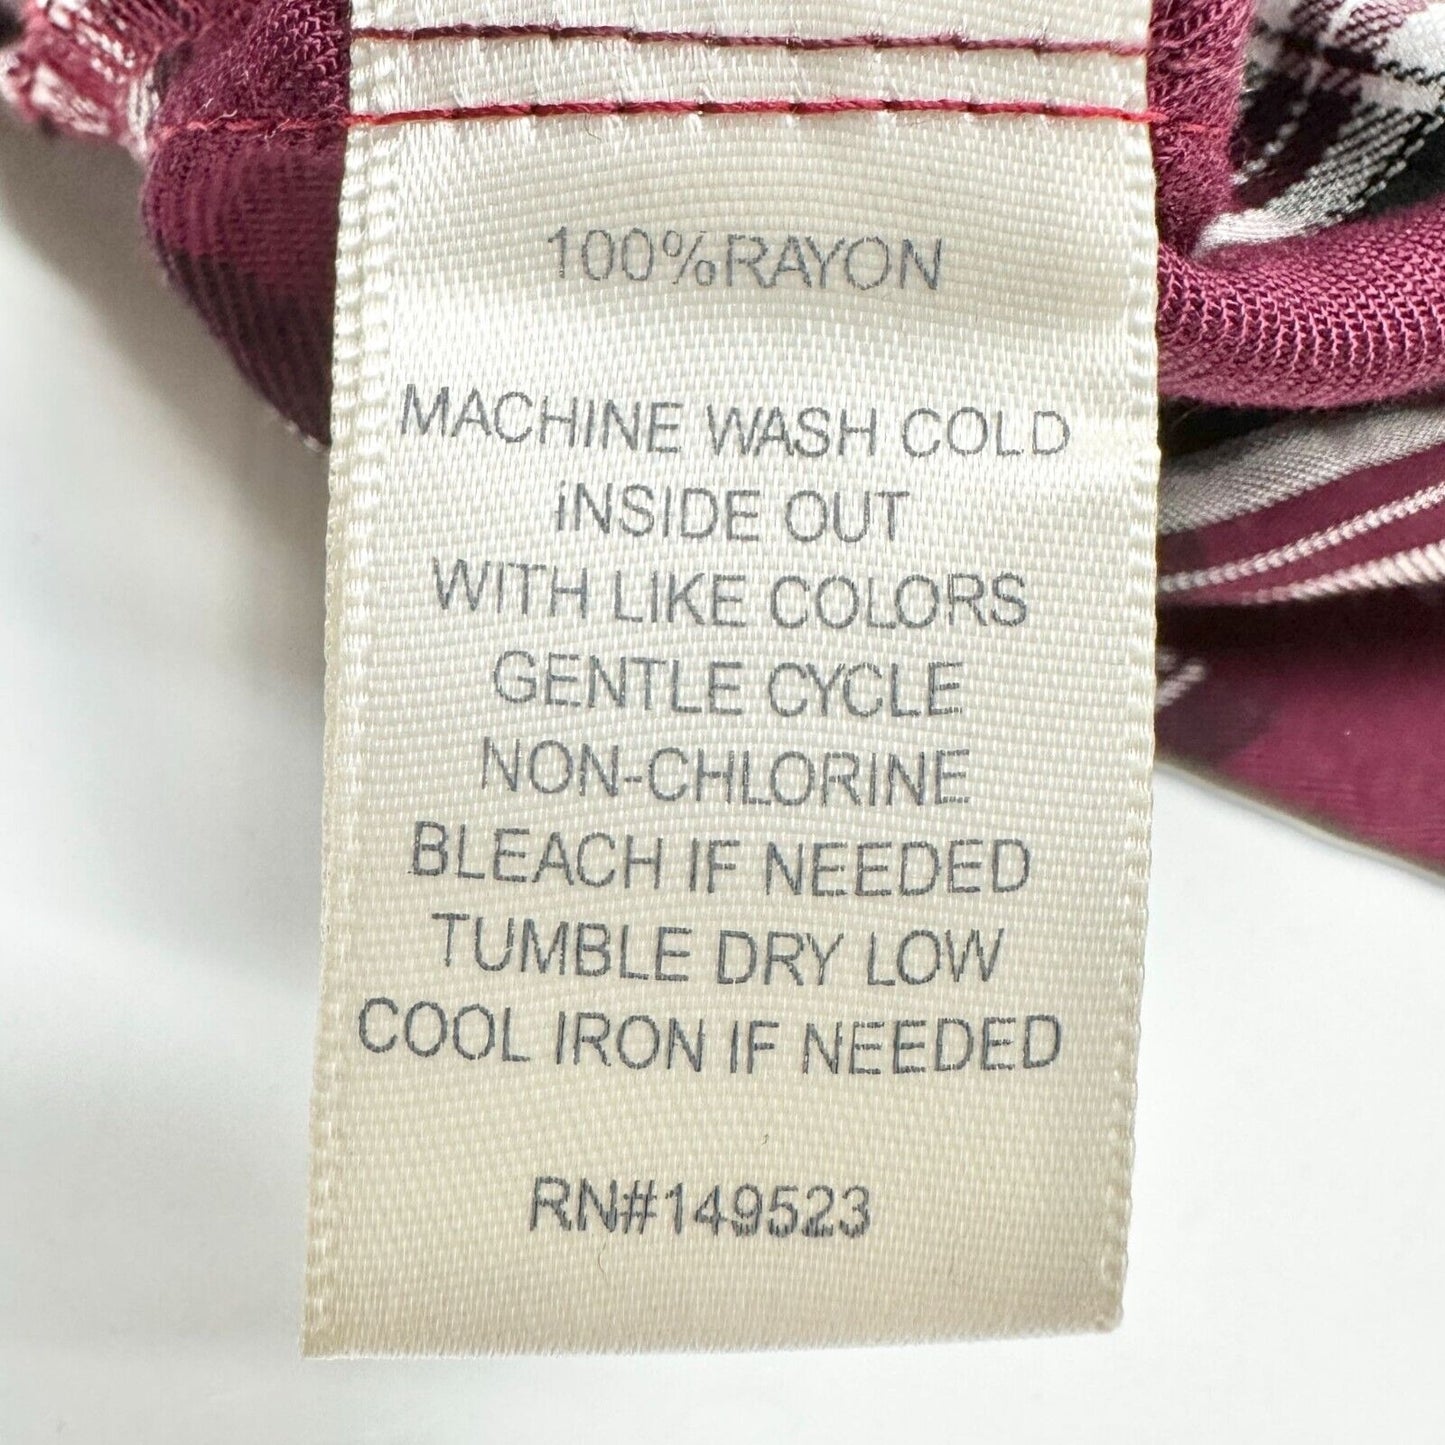 100%RAYON
MACHINE WASH COLD
iNSIDE OUT
WITH LIKE COLORS
GENTLE CYCLE
NON-CHLORINE
BLEACH IF NEEDED
TUMBLE DRY LOW
COOL IRON IF NEEDED
RN#149523